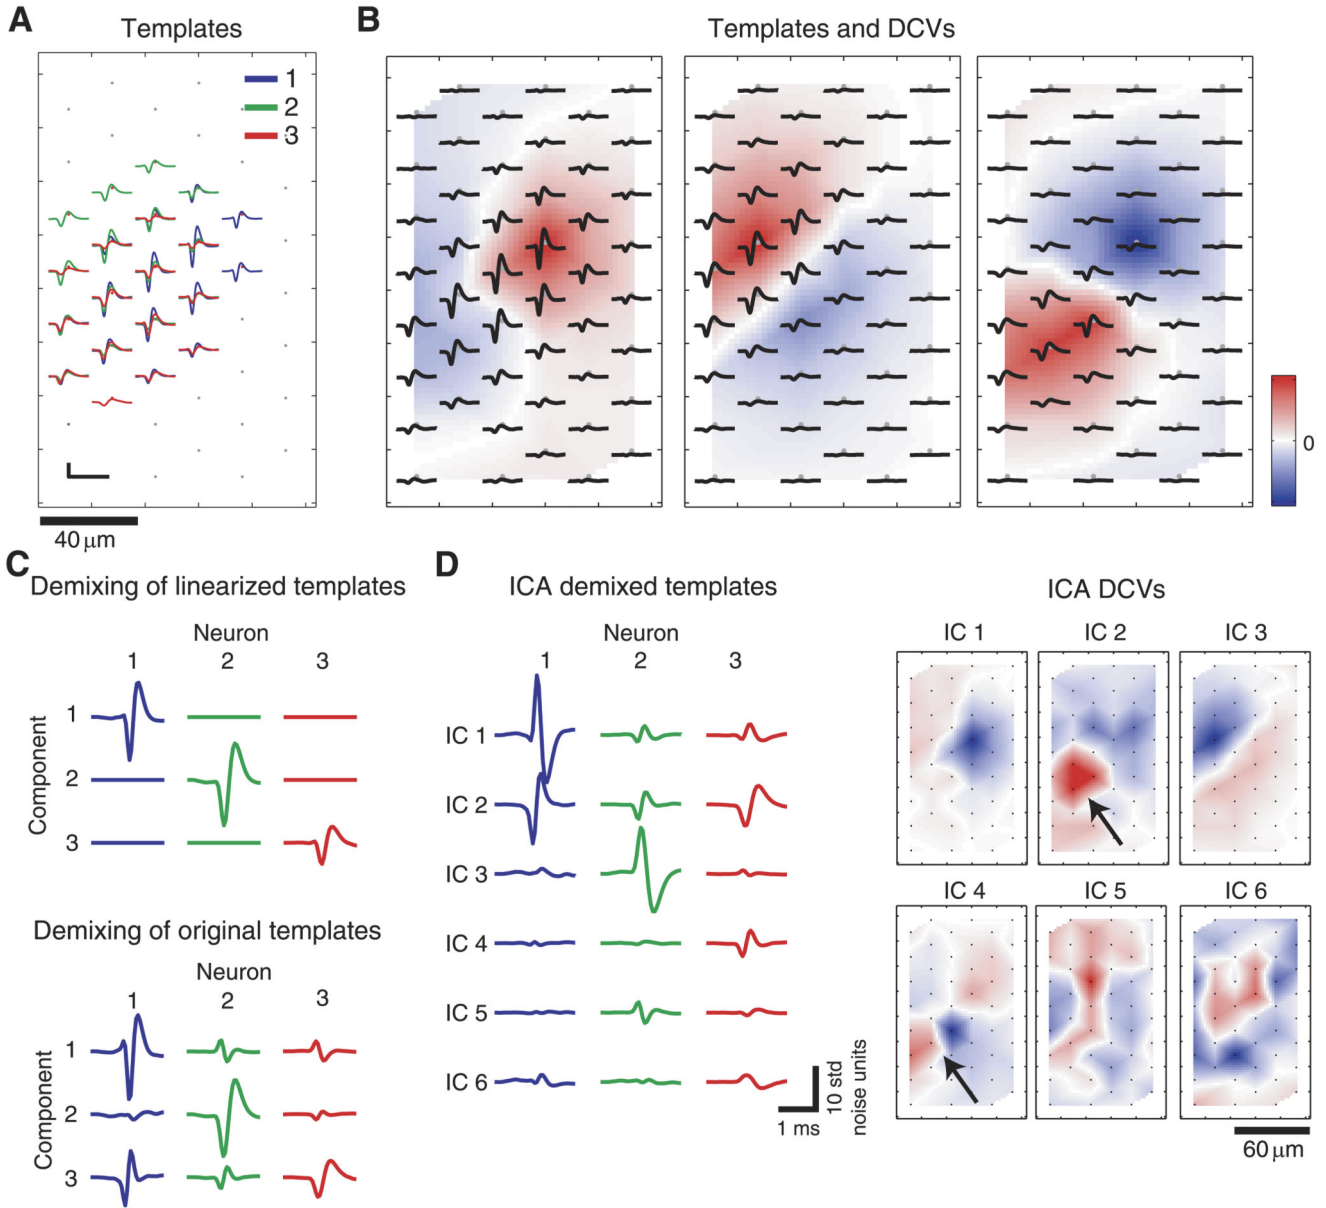 A
Templates
1
2
3
40 μm
B
Templates and DCVs
0
C
Demixing of linearized templates
Neuron
1 2 3
Component
1
2
3
Demixing of original templates
Neuron
1 2 3
Component
1
2
3
D
ICA demixed templates
Neuron
1 2 3
IC 1
IC 2
IC 3
IC 4
IC 5
IC 6
1 ms
10 std
noise units
ICA DCVs
IC 1 IC 2 IC 3
IC 4 IC 5 IC 6
60 μm